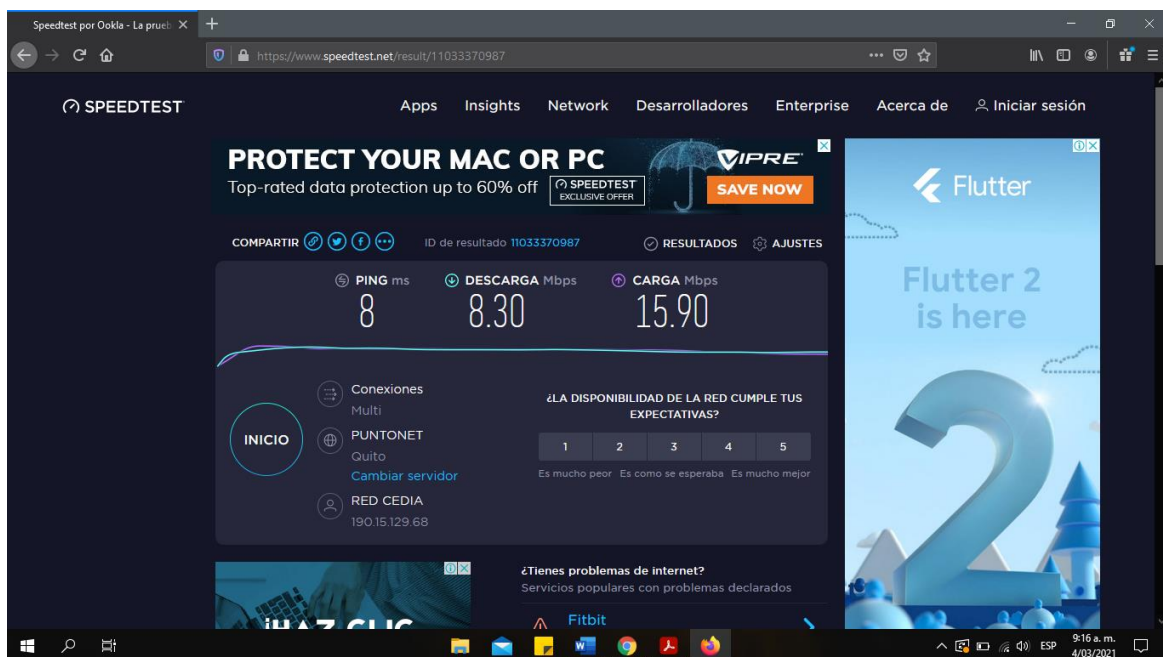 Speedtest por Ookla - La prueb
https://www.speedtest.net/result/11033370987
SPEEDTEST
Apps Insights Network Desarrolladores Enterprise Acerca de Iniciar sesión
PROTECT YOUR MAC OR PC
Top-rated data protection up to 60% off
SPEEDTEST
EXCLUSIVE OFFER
VIPRE
SAVE NOW
Flutter
Flutter 2
is here
COMPARTIR ID de resultado 11033370987 RESULTADOS AJUSTES
PING ms DESCARGA Mbps CARGA Mbps
8 8.30 15.90
INICIO
Conexiones
Multi
PUNTONET
Quito
Cambiar servidor
RED CEDIA
190.15.129.68
¿LA DISPONIBILIDAD DE LA RED CUMPLE TUS
EXPECTATIVAS?
1 2 3 4 5
Es mucho peor Es como se esperaba Es mucho mejor
¡HAZ CLIC
¿Tienes problemas de internet?
Servicios populares con problemas declarados
Fitbit
ESP
9:16 a. m.
4/03/2021